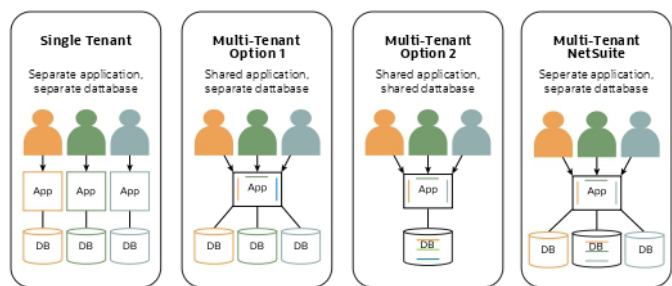 Single Tenant
Separate application,
separate dattabase
App
App
App
DB
DB
DB
Multi-Tenant
Option 1
Shared application,
separate dattabase
App
DB
DB
DB
Multi-Tenant
Option 2
Shared application,
shared dattabase
App
DB
Multi-Tenant
NetSuite
Seperate application,
separate dattabase
App
DB
DB
DB